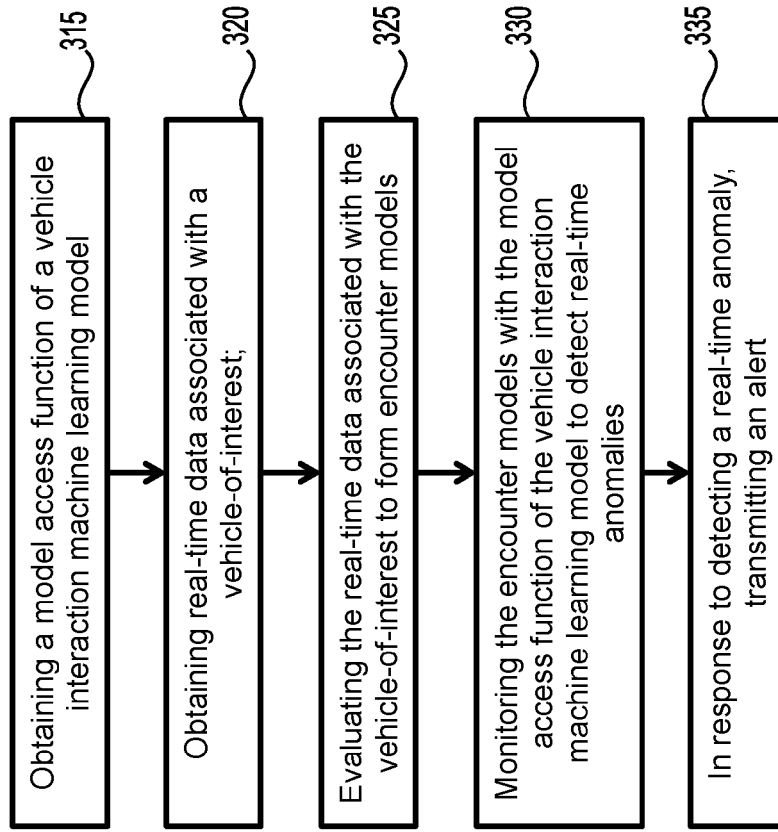 Obtaining a model access function of a vehicle
interaction machine learning model
315
Obtaining real-time data associated with a
vehicle-of-interest;
320
Evaluating the real-time data associated with the
vehicle-of-interest to form encounter models
325
Monitoring the encounter models with the model
access function of the vehicle interaction
machine learning model to detect real-time
anomalies
330
In response to detecting a real-time anomaly,
transmitting an alert
335